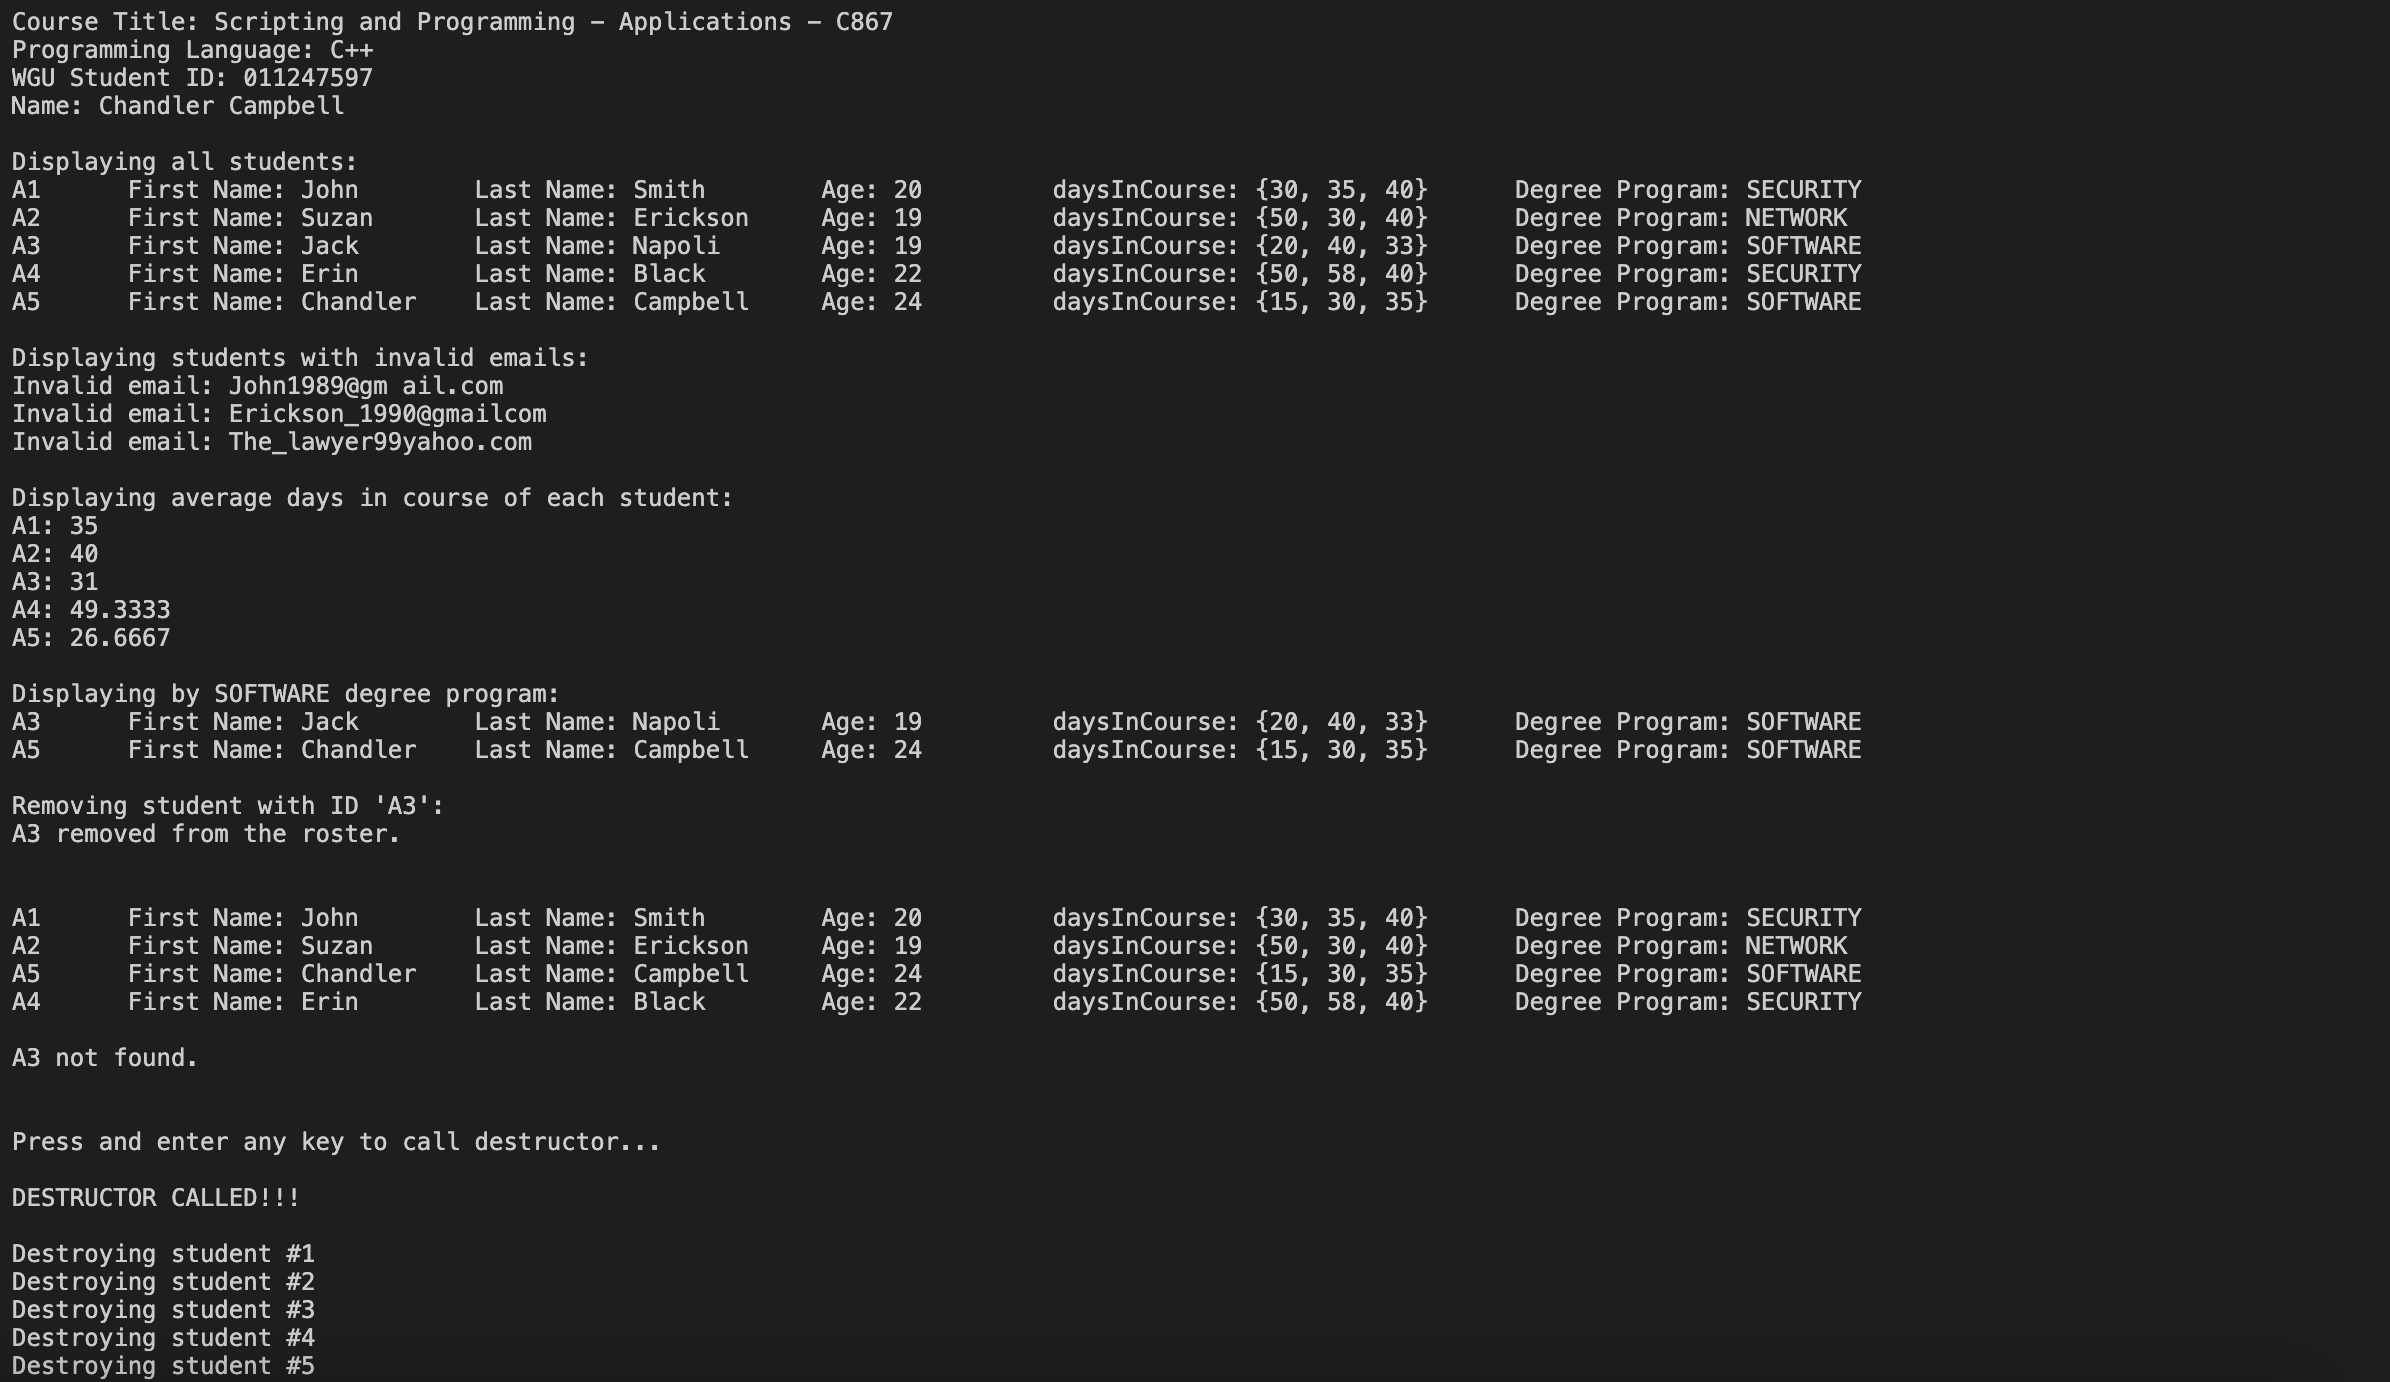 Course Title: Scripting and Programming – Applications – C867
Programming Language: C++
WGU Student ID: 011247597
Name: Chandler Campbell
Displaying all students:
A1 First Name: John Last Name: Smith Age: 20 daysInCourse: {30, 35, 40} Degree Program: SECURITY
A2 First Name: Suzan Last Name: Erickson Age: 19 daysInCourse: {50, 30, 40} Degree Program: NETWORK
A3 First Name: Jack Last Name: Napoli Age: 19 daysInCourse: {20, 40, 33} Degree Program: SOFTWARE
A4 First Name: Erin Last Name: Black Age: 22 daysInCourse: {50, 58, 40} Degree Program: SECURITY
A5 First Name: Chandler Last Name: Campbell Age: 24 daysInCourse: {15, 30, 35} Degree Program: SOFTWARE
Displaying students with invalid emails:
Invalid email: John1989@gm ail.com
Invalid email: Erickson_1990@gmailcom
Invalid email: The_lawyer99yahoo.com
Displaying average days in course of each student:
A1: 35
A2: 40
A3: 31
A4: 49.3333
A5: 26.6667
Displaying by SOFTWARE degree program:
A3 First Name: Jack Last Name: Napoli Age: 19 daysInCourse: {20, 40, 33} Degree Program: SOFTWARE
A5 First Name: Chandler Last Name: Campbell Age: 24 daysInCourse: {15, 30, 35} Degree Program: SOFTWARE
Removing student with ID 'A3':
A3 removed from the roster.
A1 First Name: John Last Name: Smith Age: 20 daysInCourse: {30, 35, 40} Degree Program: SECURITY
A2 First Name: Suzan Last Name: Erickson Age: 19 daysInCourse: {50, 30, 40} Degree Program: NETWORK
A5 First Name: Chandler Last Name: Campbell Age: 24 daysInCourse: {15, 30, 35} Degree Program: SOFTWARE
A4 First Name: Erin Last Name: Black Age: 22 daysInCourse: {50, 58, 40} Degree Program: SECURITY
A3 not found.
Press and enter any key to call destructor...
DESTRUCTOR CALLED!!!
Destroying student #1
Destroying student #2
Destroying student #3
Destroying student #4
Destroying student #5